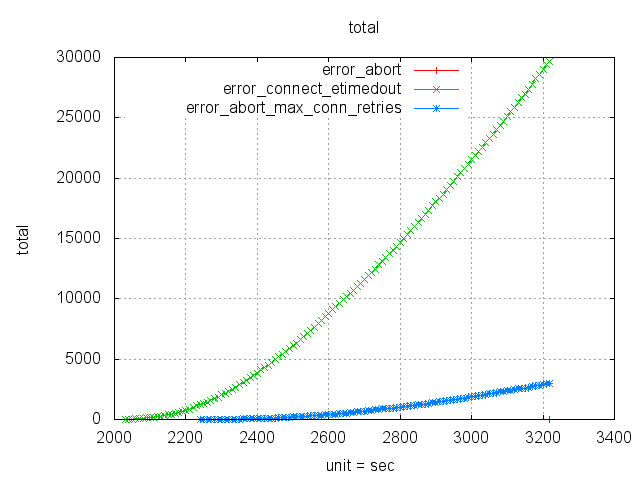 total
30000
25000
20000
15000
10000
5000
0
total
error_abort
error_connect_etimedout
error_abort_max_conn_retries
2000 2200 2400 2600 2800 3000 3200 3400
unit = sec